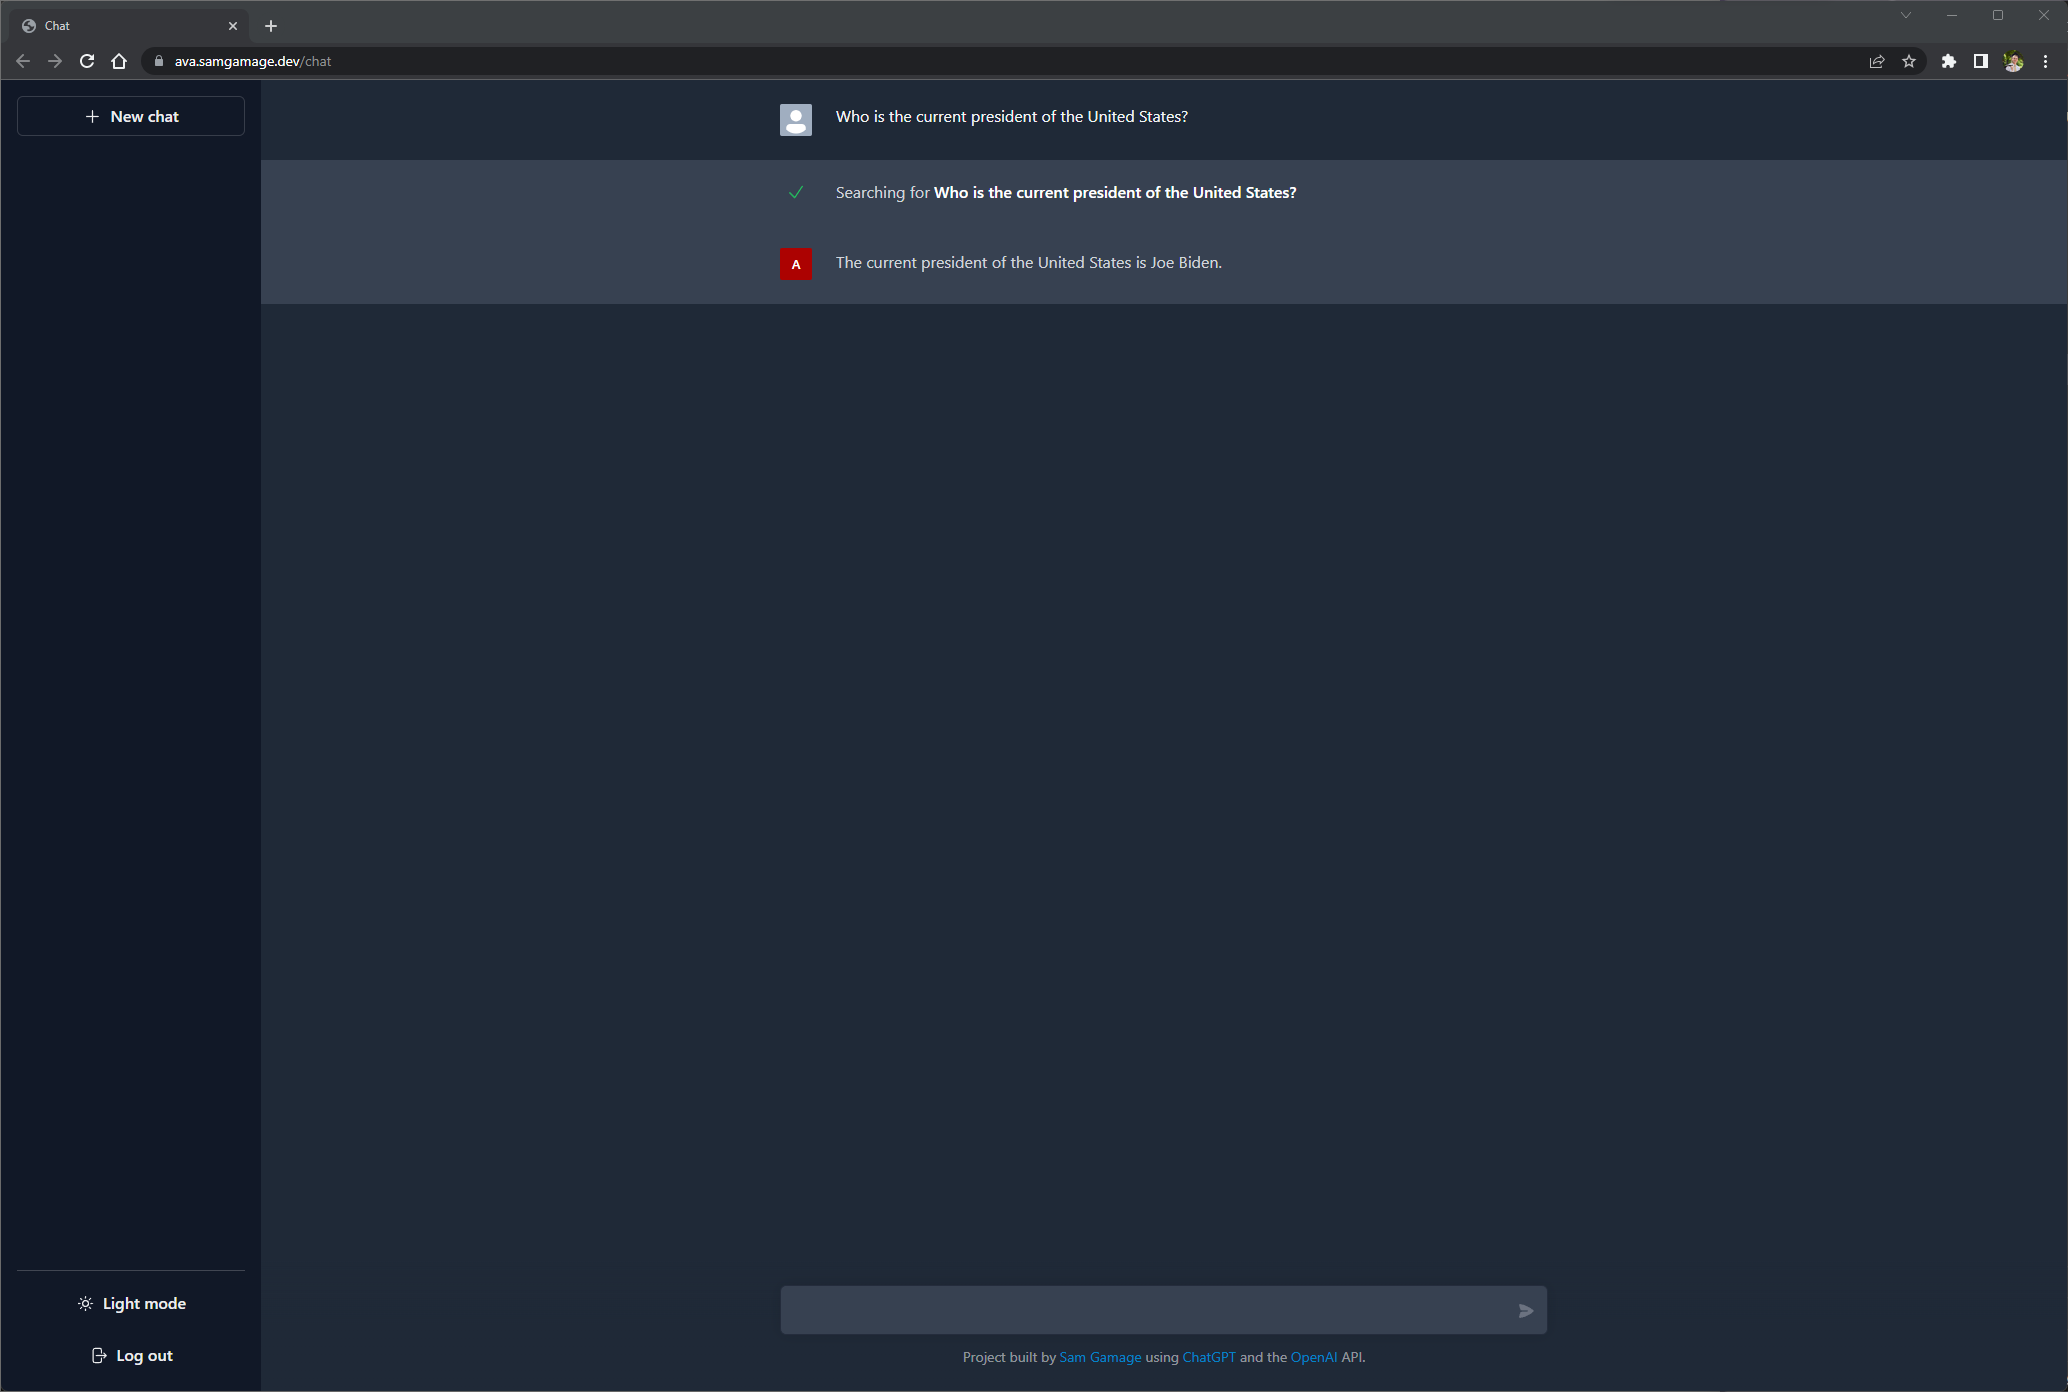 Chat
ava.samgamage.dev/chat
New chat
Who is the current president of the United States?
Searching for Who is the current president of the United States?
A
The current president of the United States is Joe Biden.
Light mode
Log out
Project built by Sam Gamage using ChatGPT and the OpenAI API.